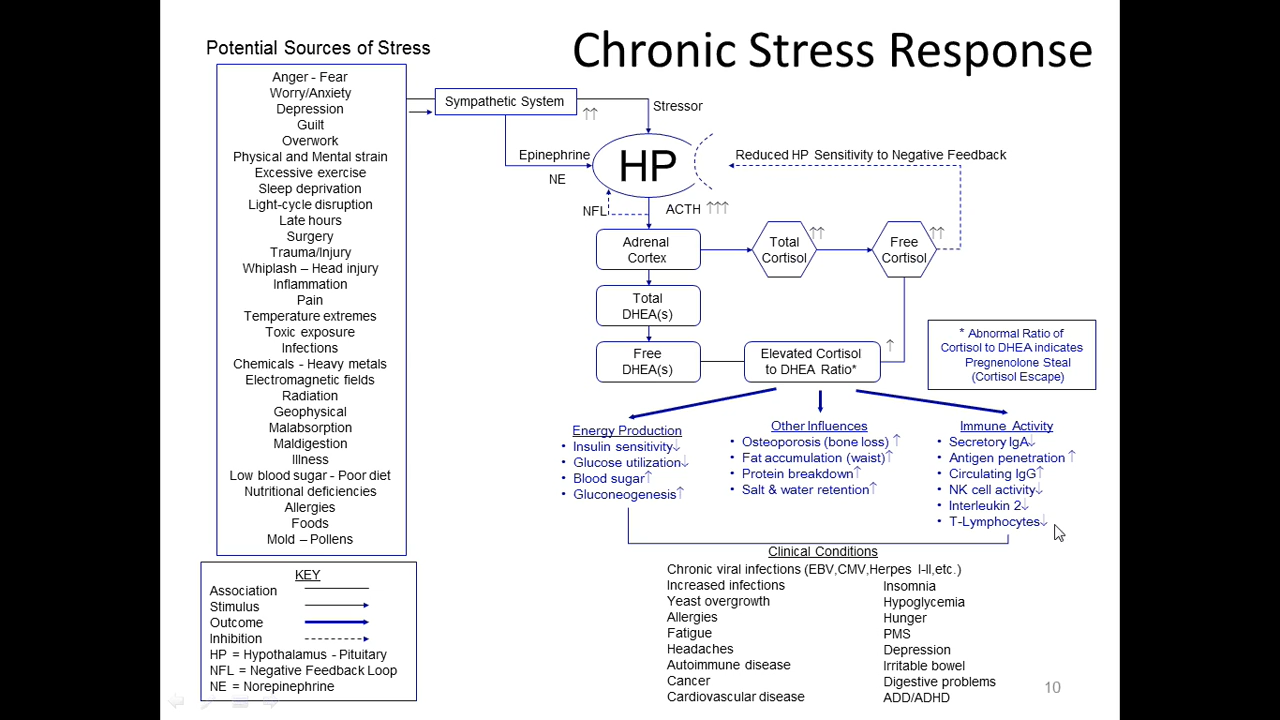 Chronic Stress Response
Potential Sources of Stress
Anger - Fear
Worry/Anxiety
Depression
Guilt
Overwork
Physical and Mental strain
Excessive exercise
Sleep deprivation
Light-cycle disruption
Late hours
Surgery
Trauma/Injury
Whiplash – Head injury
Inflammation
Pain
Temperature extremes
Toxic exposure
Infections
Chemicals - Heavy metals
Electromagnetic fields
Radiation
Geophysical
Malabsorption
Maldigestion
Illness
Low blood sugar - Poor diet
Nutritional deficiencies
Allergies
Foods
Mold – Pollens
KEY
Association
Stimulus
Outcome
Inhibition
HP = Hypothalamus - Pituitary
NFL = Negative Feedback Loop
NE = Norepinephrine
Sympathetic System ↑↑
Stressor
Epinephrine
NE
HP
Reduced HP Sensitivity to Negative Feedback
NFL
ACTH ↑↑↑
Adrenal
Cortex
Total
Cortisol
↑↑
Free
Cortisol
↑↑
Total
DHEA(s)
Free
DHEA(s)
Elevated Cortisol
to DHEA Ratio*
↑
* Abnormal Ratio of
Cortisol to DHEA indicates
Pregnenolone Steal
(Cortisol Escape)
Energy Production
• Insulin sensitivity↓
• Glucose utilization↓
• Blood sugar↑
• Gluconeogenesis↑
Other Influences
• Osteoporosis (bone loss) ↑
• Fat accumulation (waist)↑
• Protein breakdown↑
• Salt & water retention↑
Immune Activity
• Secretory IgA↓
• Antigen penetration ↑
• Circulating IgG↑
• NK cell activity↓
• Interleukin 2↓
• T-Lymphocytes↓
Clinical Conditions
Chronic viral infections (EBV,CMV,Herpes I-II,etc.)
Increased infections
Yeast overgrowth
Allergies
Fatigue
Headaches
Autoimmune disease
Cancer
Cardiovascular disease
Insomnia
Hypoglycemia
Hunger
PMS
Depression
Irritable bowel
Digestive problems
ADD/ADHD
10